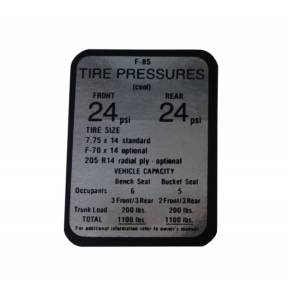 F-85
TIRE PRESSURES
(cool)
FRONT REAR
24 psi 24 psi
TIRE SIZE
7.75 x 14 standard
F-70 x 14 optional
205 R14 radial ply - optional
VEHICLE CAPACITY
Bench Seat Bucket Seat
Occupants 6 5
3 Front/3 Rear 2 Front/3 Rear
Trunk Load 200 lbs. 200 lbs.
TOTAL 1100 lbs. 1100 lbs.
For additional information refer to owner's manual